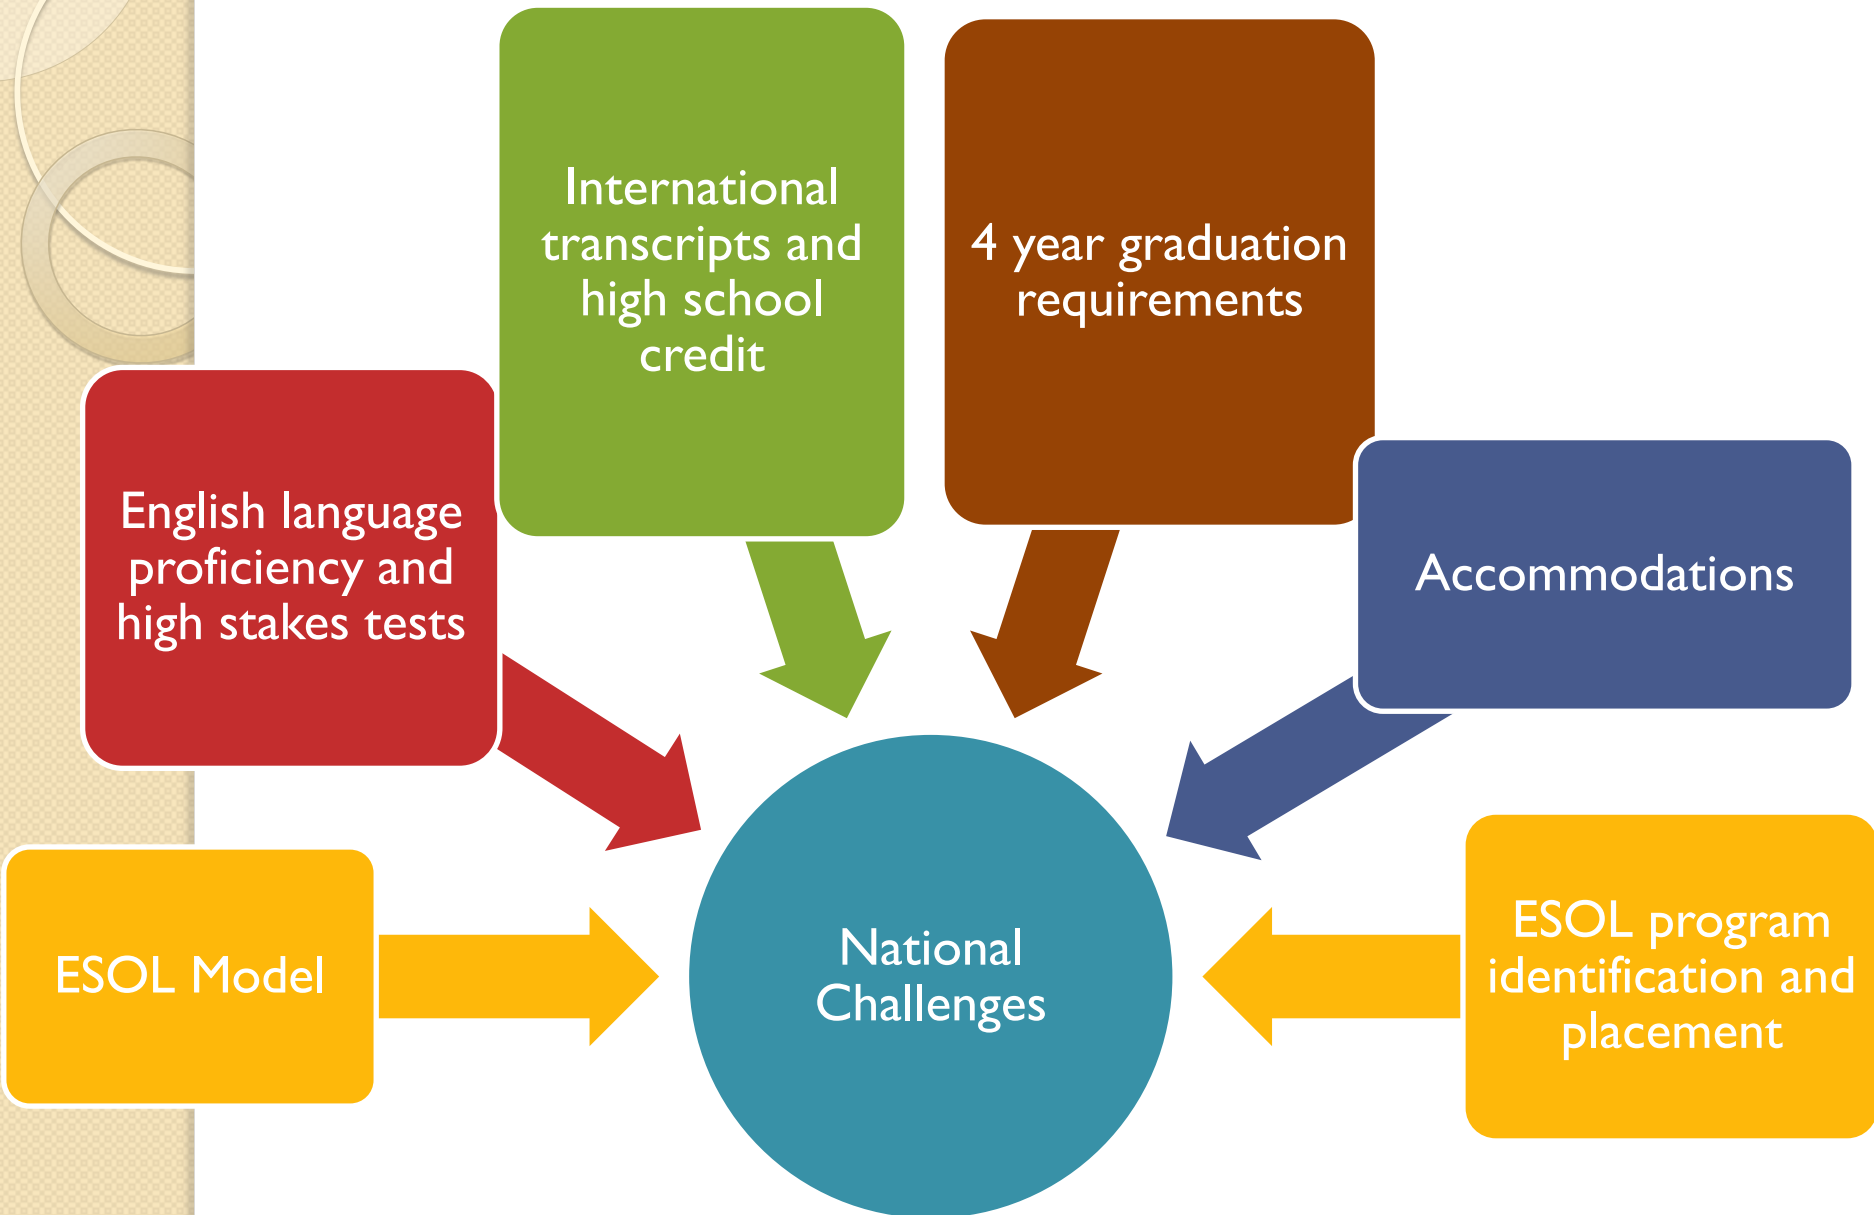 International
transcripts and
high school
credit
4 year graduation
requirements
English language
proficiency and
high stakes tests
Accommodations
ESOL Model
National
Challenges
ESOL program
identification and
placement